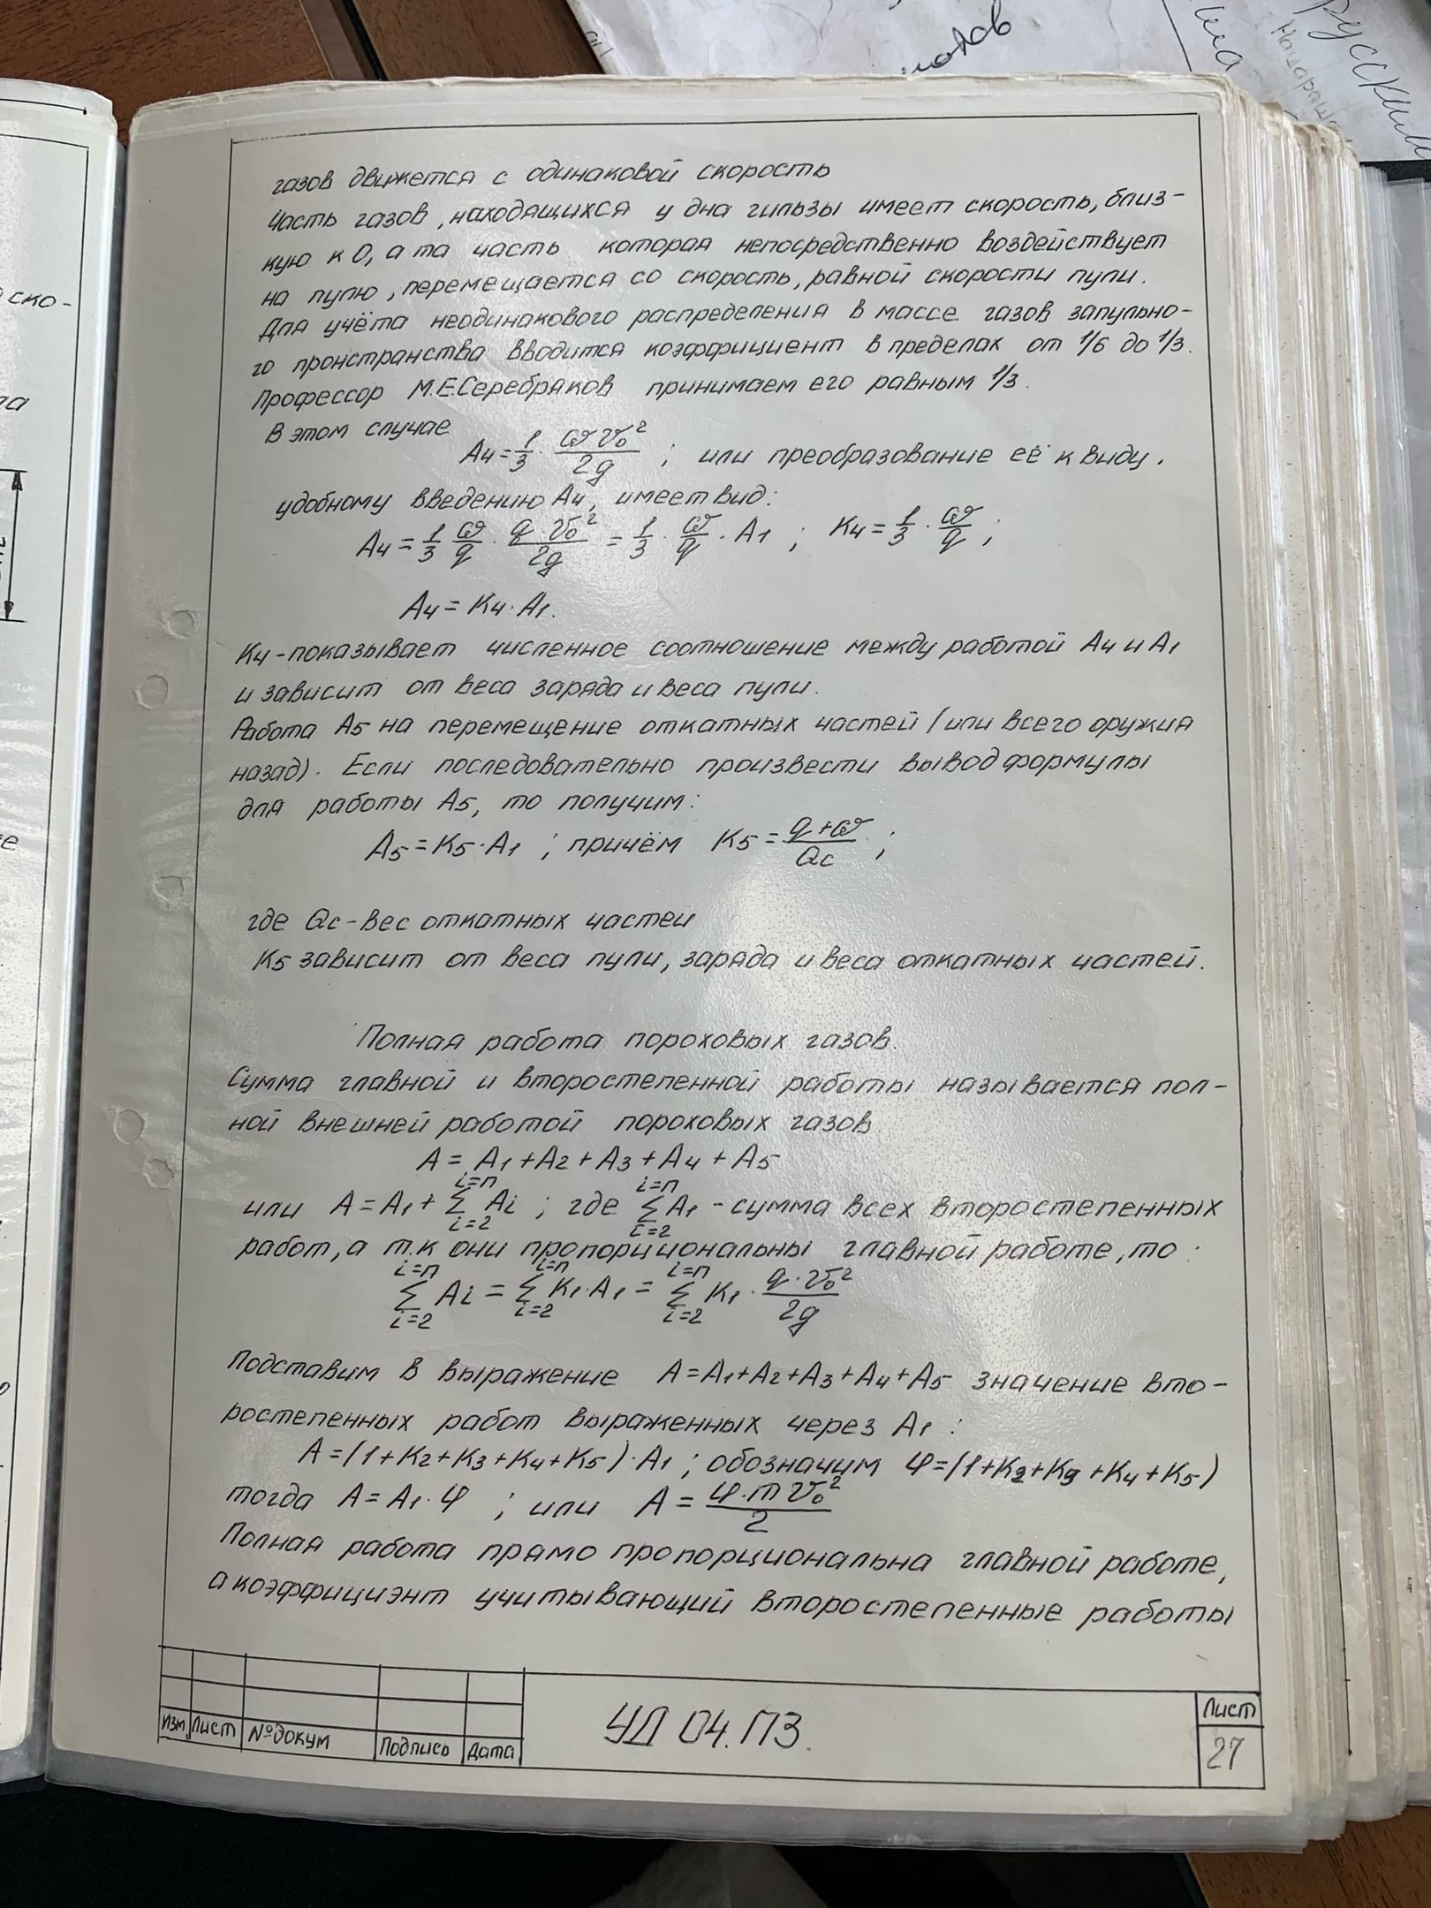 газов движется с одинаковой скорость
Часть газов, находящихся у дна гильзы имеет скорость, близ-
кую к 0, а та часть которая непосредственно воздействует
на пулю, перемещается со скорость, равной скорости пули.
Для учёта неодинакового распределения в массе газов запульно-
го пронстранства вводится коэффициент в пределах от 1/6 до 1/3.
Профессор М.Е.Серебряков принимаем его равным 1/3.
В этом случае
A4 = 1/3 · ωv₀²/2g ; или преобразование её к виду,
удобному введению A4, имеет вид:
A4 = 1/3 ω/q · q v₀²/2g = 1/3 · ω/q · A1 ; K4 = 1/3 · ω/q ;
A4 = K4 · A1.
K4 - показывает численное соотношение между работой A4 и A1
и зависит от веса заряда и веса пули.
Работа A5 на перемещение откатных частей (или всего оружия
назад). Если последовательно произвести вывод формулы
для работы A5, то получим:
A5 = K5 · A1 ; причём K5 = (q + ω)/Qc ;
где Qc - вес откатных частей
K5 зависит от веса пули, заряда и веса откатных частей.
Полная работа пороховых газов.
Сумма главной и второстепенной работы называется пол-
ной внешней работой пороховых газов
A = A1 + A2 + A3 + A4 + A5
или A = A1 + i=n Σ i=2 Ai ; где i=n Σ i=2 A1 - сумма всех второстепенных
работ, а т.к они пропорциональны главной работе, то :
i=n Σ i=2 Ai = i=n Σ i=2 K1 · A1 = i=n Σ i=2 K1 · q · v₀²/2g
Подставим в выражение A = A1 + A2 + A3 + A4 + A5 значение вто-
ростепенных работ выраженных через A1 :
A = (1 + K2 + K3 + K4 + K5) · A1 ; обозначим φ = (1 + K2 + K3 + K4 + K5)
тогда A = A1 · φ ; или A = φ · m v₀²/2
Полная работа прямо пропорциональна главной работе,
а коэффициэнт учитывающий второстепенные работы
Изм Лист №докум Подпись Дата
УД 04.ПЗ.
Лист
27
ско-
русским